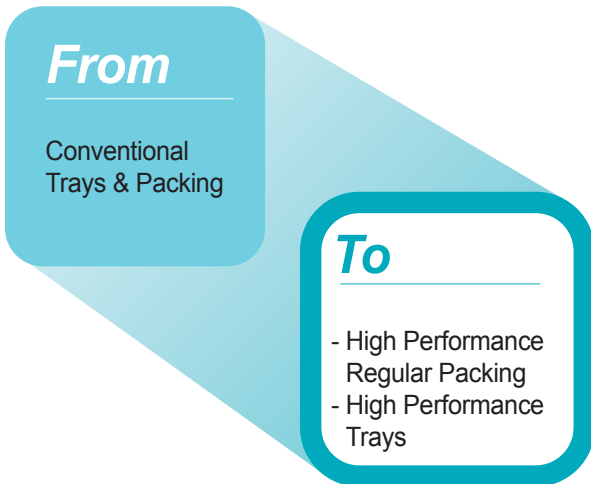 From
Conventional
Trays & Packing
To
- High Performance
Regular Packing
- High Performance
Trays